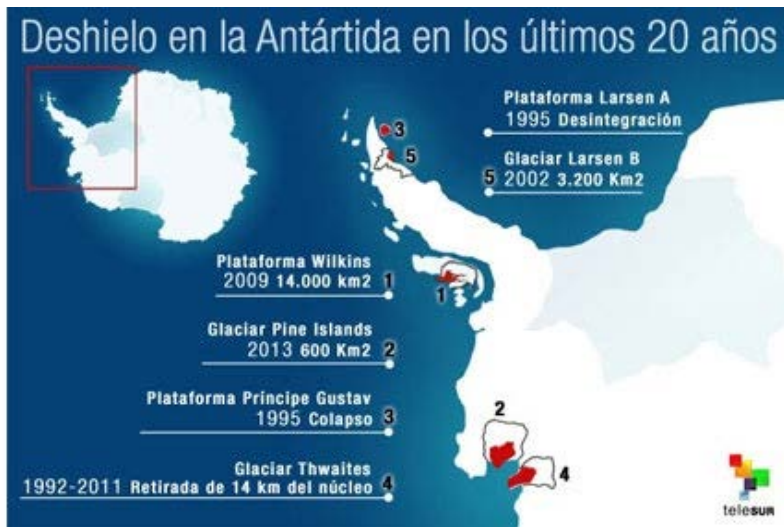 Deshielo en la Antártida en los últimos 20 años
Plataforma Larsen A
1995 Desintegración
3
Glaciar Larsen B
5 2002 3.200 Km2
5
Plataforma Wilkins
2009 14.000 km2 1
1
Glaciar Pine Islands
2013 600 Km2 2
Plataforma Príncipe Gustav
1995 Colapso 3
2
Glaciar Thwaites
1992-2011 Retirada de 14 km del núcleo 4
4
teleSUR